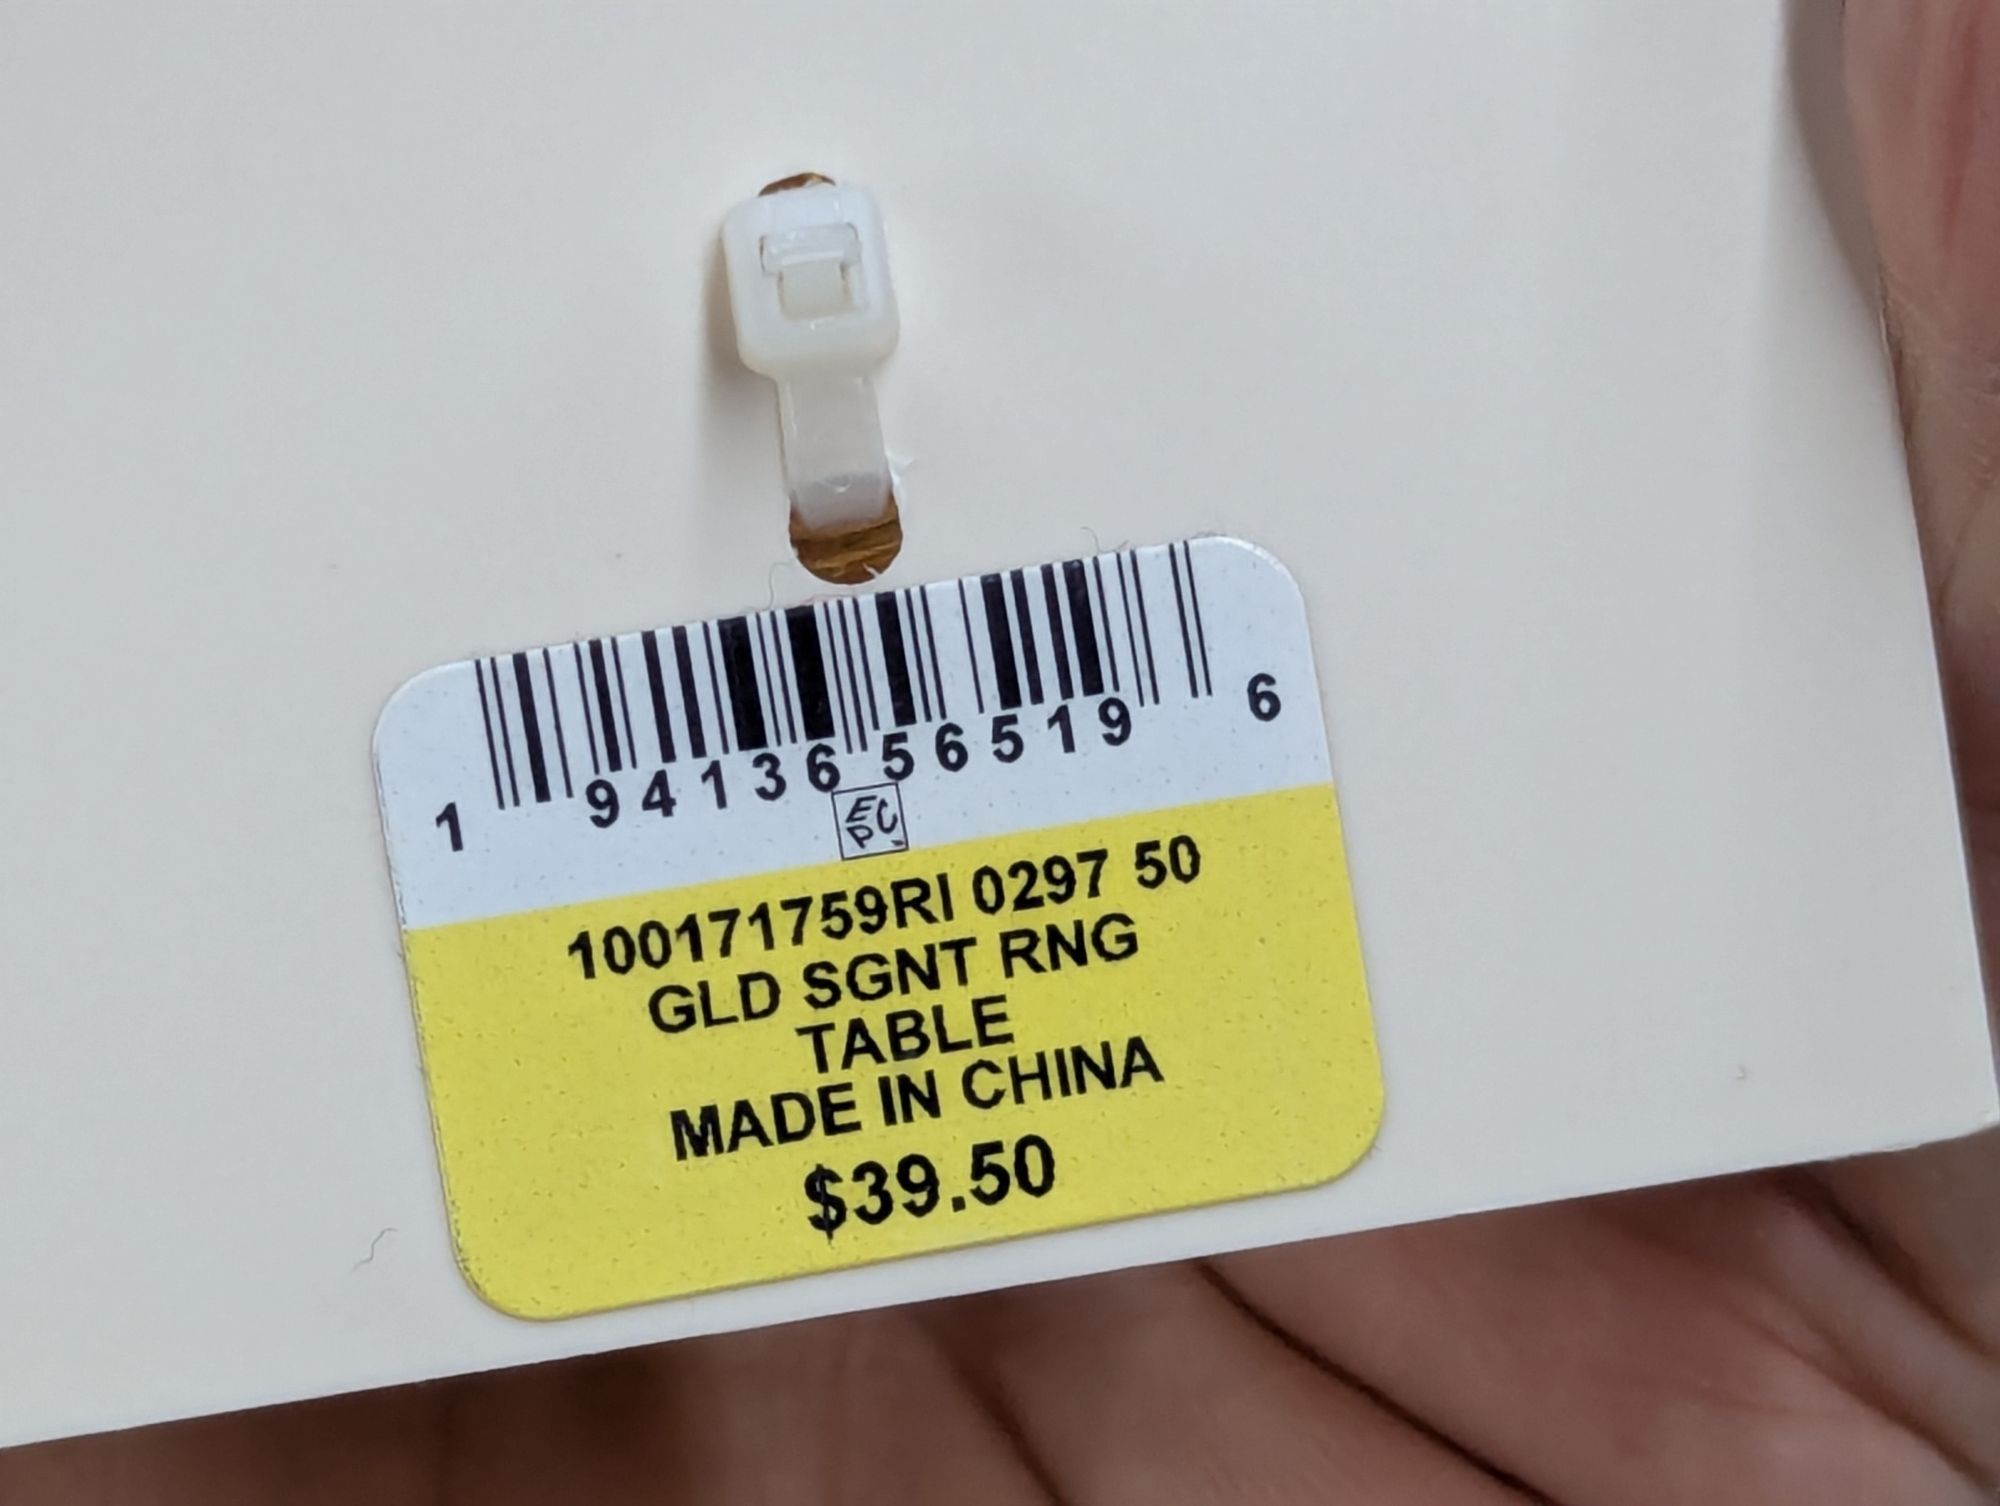 1 94136 56519 6
EPC
100171759RI 0297 50
GLD SGNT RNG
TABLE
MADE IN CHINA
$39.50